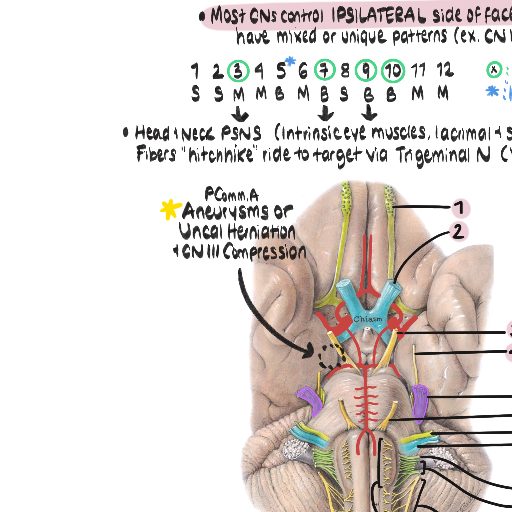 • Most CNs control IPSILATERAL side of face
have mixed or unique patterns (ex. CN
1 2 3 4 5* 6 7 8 9 10 11 12
S S M M B M B S B B M M
• Head & Neck PSNS (Intrinsic eye muscles, lacrimal &
Fibers "hitchhike" ride to target via Trigeminal N
PComm.A
* Aneurysms or
Uncal Herniation
→ CN III Compression
1
2
Chiasm